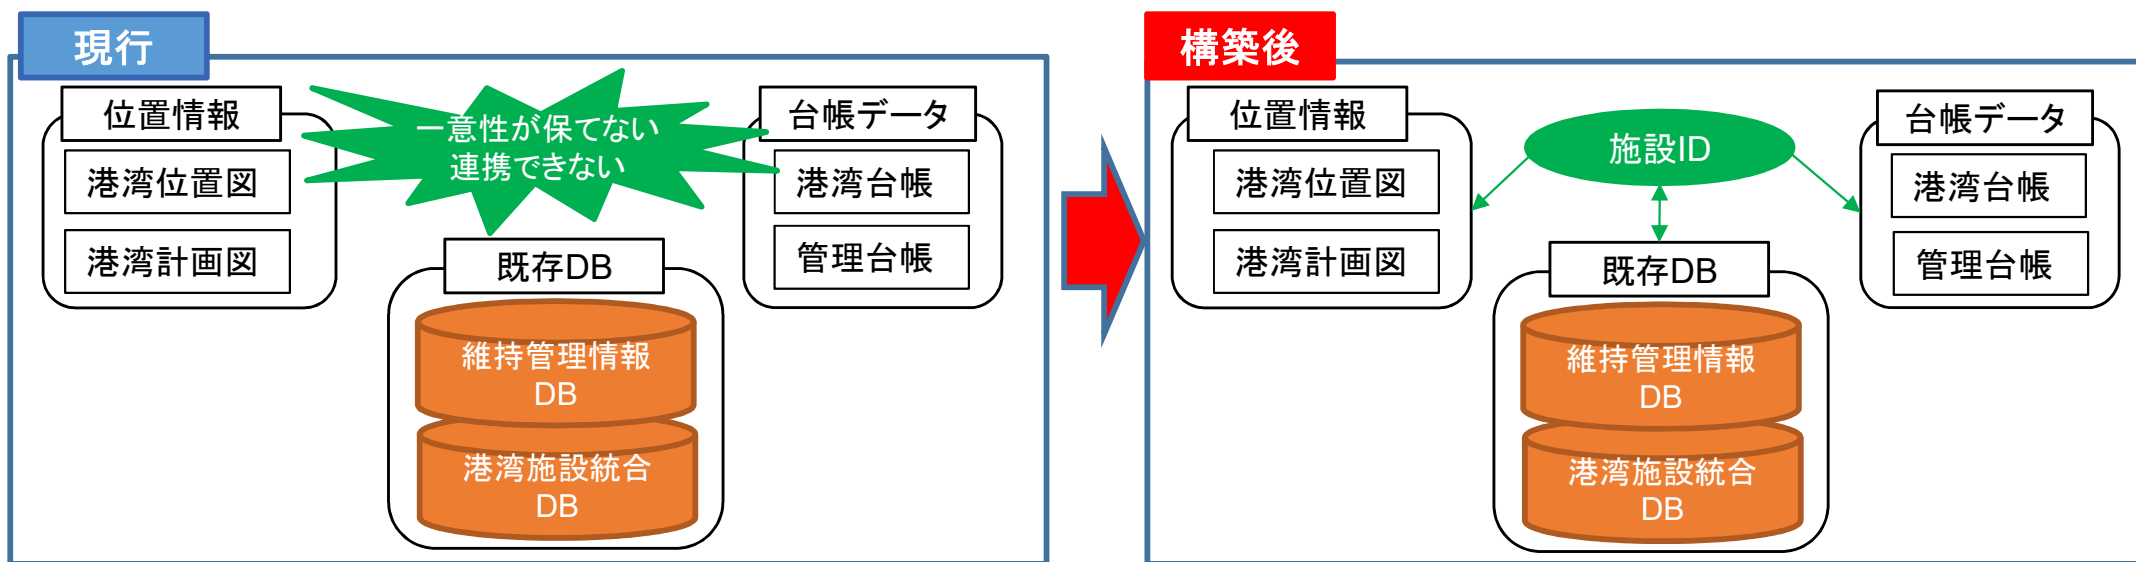 現行
位置情報
港湾位置図
港湾計画図
一意性が保てない
連携できない
台帳データ
港湾台帳
管理台帳
既存DB
維持管理情報
DB
港湾施設統合
DB
構築後
位置情報
港湾位置図
港湾計画図
施設ID
台帳データ
港湾台帳
管理台帳
既存DB
維持管理情報
DB
港湾施設統合
DB